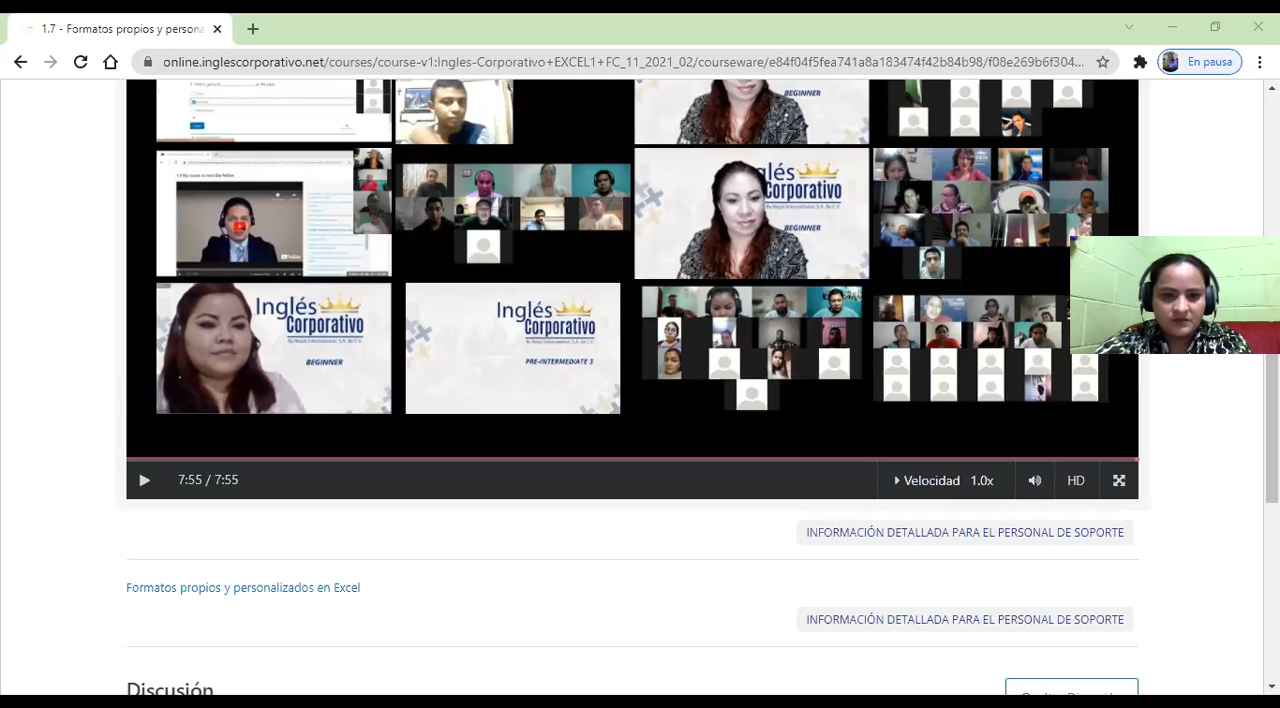 1.7 - Formatos propios y persona
online.inglescorporativo.net/courses/course-v1:Ingles-Corporativo+EXCEL1+FC_11_2021_02/courseware/e84f04f5fea741a8a189474f42b84b98/f08e269b6f304...
En pausa
BEGINNER
glés
Corporativo
BEGINNER
Inglés
Corporativo
BEGINNER
Inglés
Corporativo
PRE-INTERMEDIATE 3
7:55 / 7:55
Velocidad 1.0x
HD
INFORMACIÓN DETALLADA PARA EL PERSONAL DE SOPORTE
Formatos propios y personalizados en Excel
INFORMACIÓN DETALLADA PARA EL PERSONAL DE SOPORTE
Discusión